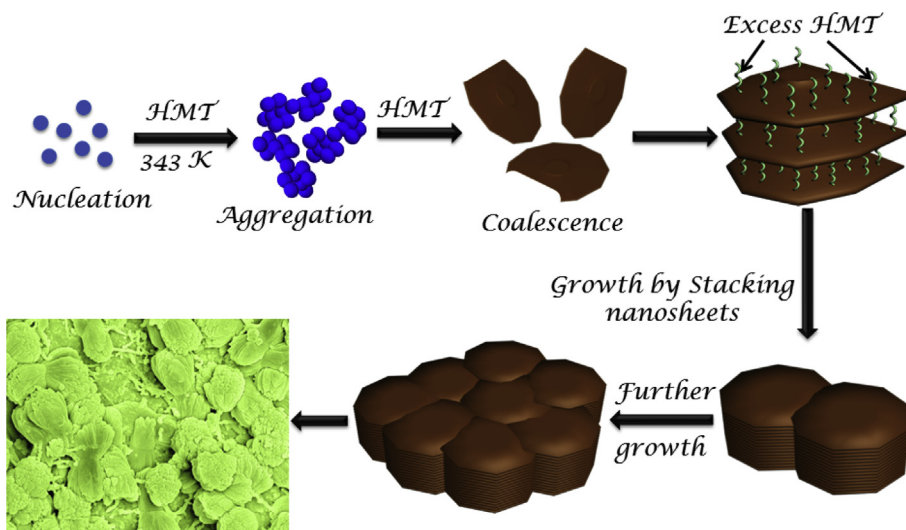 Excess HMT
HMT
343 K
HMT
Nucleation
Aggregation
Coalescence
Growth by Stacking
nanosheets
Further
growth